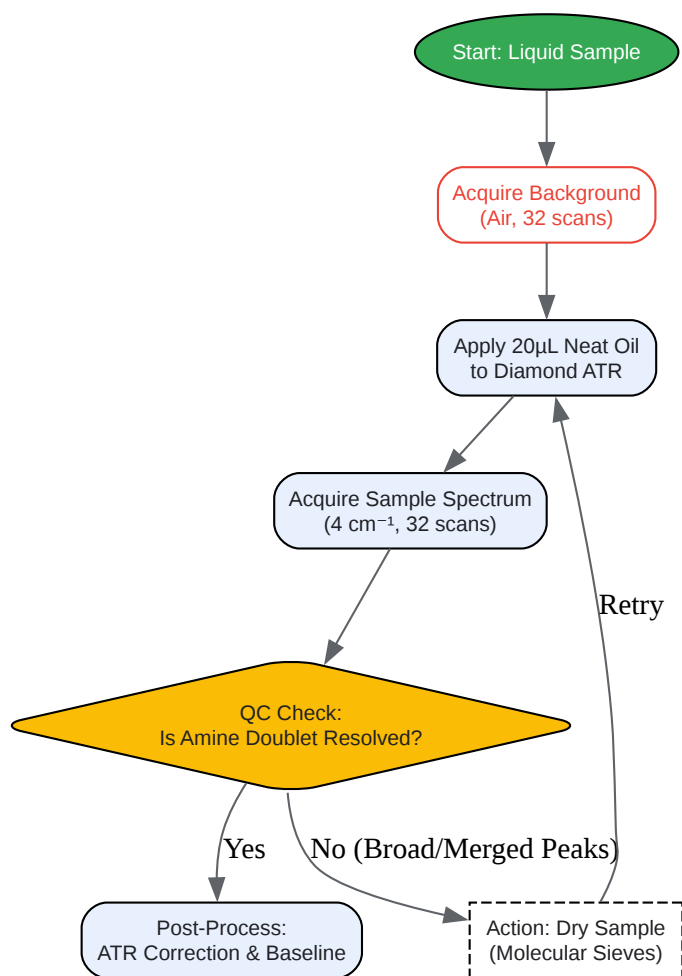 Start: Liquid Sample
Acquire Background
(Air, 32 scans)
Apply 20µL Neat Oil
to Diamond ATR
Acquire Sample Spectrum
(4 cm⁻¹, 32 scans)
Retry
QC Check:
Is Amine Doublet Resolved?
Yes
No (Broad/Merged Peaks)
Post-Process:
ATR Correction & Baseline
Action: Dry Sample
(Molecular Sieves)